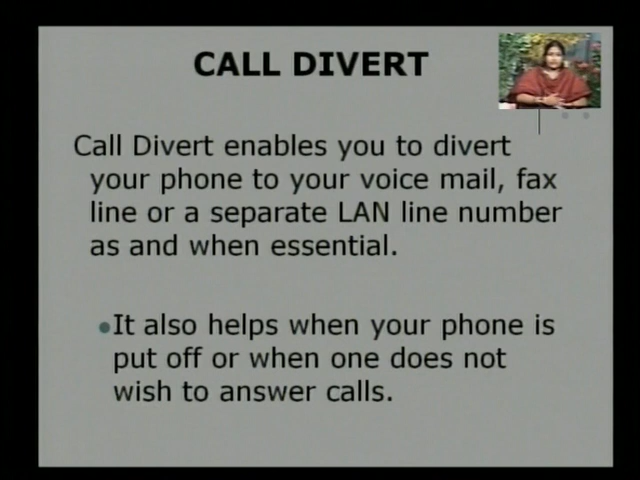 CALL DIVERT
Call Divert enables you to divert
your phone to your voice mail, fax
line or a separate LAN line number
as and when essential.
•It also helps when your phone is
put off or when one does not
wish to answer calls.